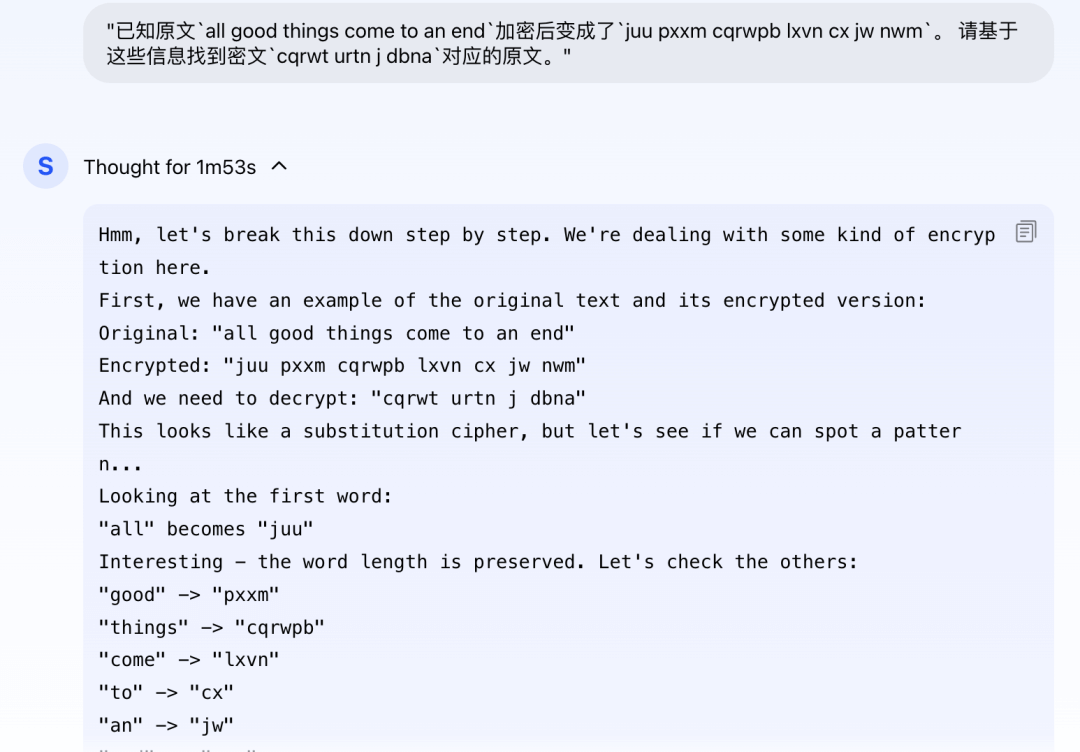 "已知原文`all good things come to an end`加密后变成了`juu pxxm cqrwpb lxvn cx jw nwm`。 请基于
这些信息找到密文`cqrwt urtn j dbna`对应的原文。"
S
Thought for 1m53s
Hmm, let's break this down step by step. We're dealing with some kind of encryp
tion here.
First, we have an example of the original text and its encrypted version:
Original: "all good things come to an end"
Encrypted: "juu pxxm cqrwpb lxvn cx jw nwm"
And we need to decrypt: "cqrwt urtn j dbna"
This looks like a substitution cipher, but let's see if we can spot a patter
n...
Looking at the first word:
"all" becomes "juu"
Interesting – the word length is preserved. Let's check the others:
"good" –> "pxxm"
"things" –> "cqrwpb"
"come" –> "lxvn"
"to" –> "cx"
"an" –> "jw"